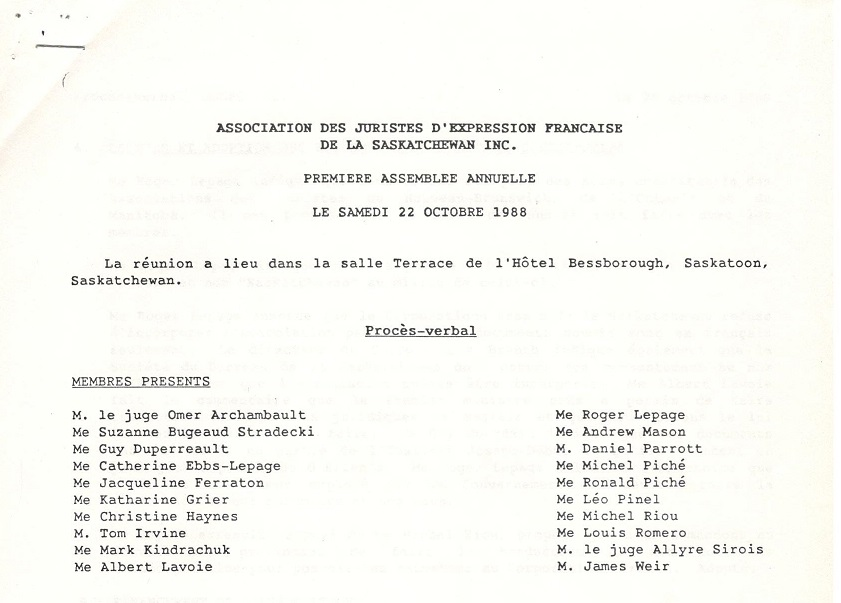 ASSOCIATION DES JURISTES D'EXPRESSION FRANCAISE
DE LA SASKATCHEWAN INC.
PREMIERE ASSEMBLEE ANNUELLE
LE SAMEDI 22 OCTOBRE 1988
La réunion a lieu dans la salle Terrace de l'Hôtel Bessborough, Saskatoon,
Saskatchewan.
Procès-verbal
MEMBRES PRESENTS
M. le juge Omer Archambault
Me Suzanne Bugeaud Stradecki
Me Guy Duperreault
Me Catherine Ebbs-Lepage
Me Jacqueline Ferraton
Me Katharine Grier
Me Christine Haynes
M. Tom Irvine
Me Mark Kindrachuk
Me Albert Lavoie
Me Roger Lepage
Me Andrew Mason
M. Daniel Parrott
Me Michel Piché
Me Ronald Piché
Me Léo Pinel
Me Michel Riou
Me Louis Romero
M. le juge Allyre Sirois
M. James Weir